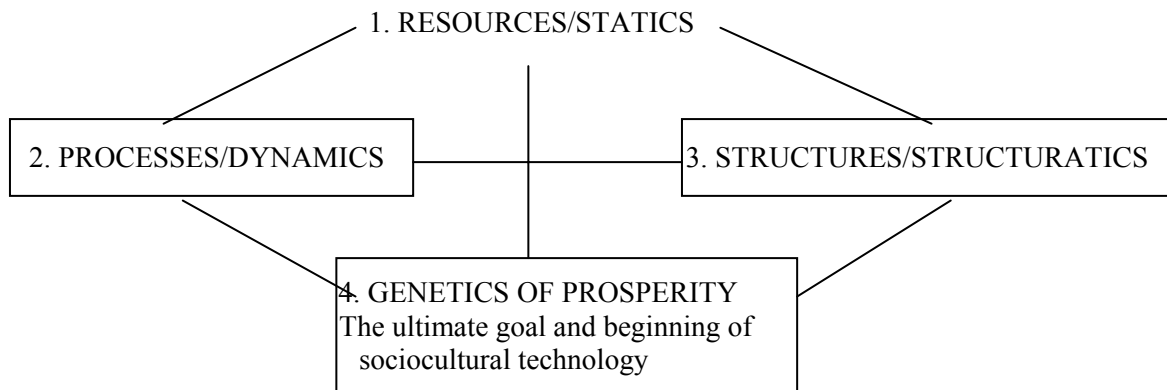 1. RESOURCES/STATICS
2. PROCESSES/DYNAMICS
3. STRUCTURES/STRUCTURATICS
4. GENETICS OF PROSPERITY
The ultimate goal and beginning of
sociocultural technology